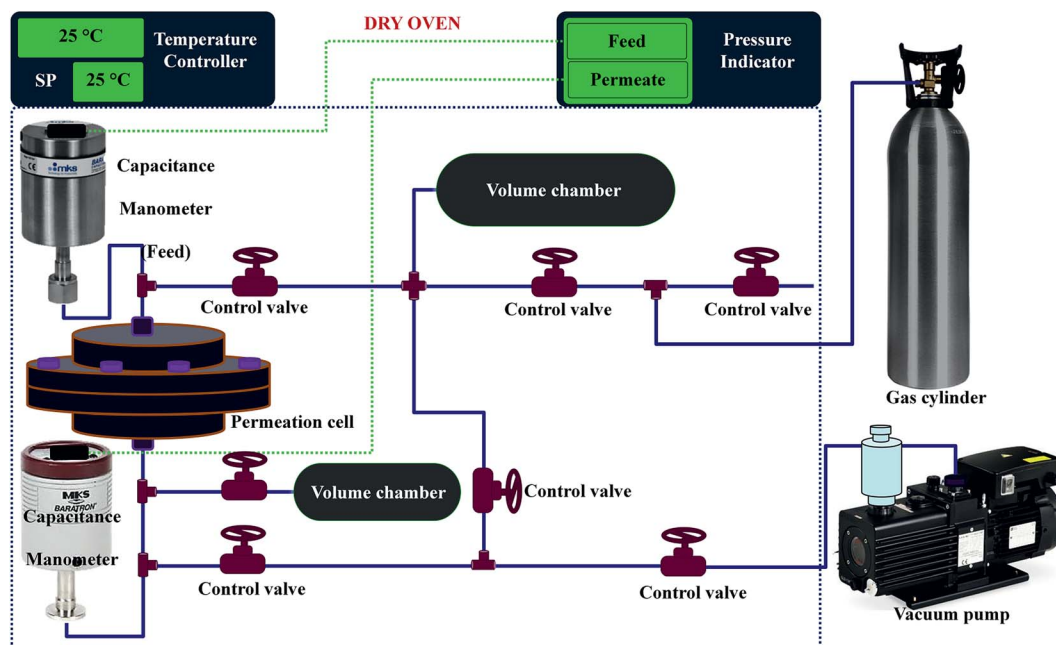 25 °C
SP
25 °C
Temperature
Controller
DRY OVEN
Feed
Permeate
Pressure
Indicator
mks
Capacitance
Manometer
(Feed)
Volume chamber
Control valve
Control valve
Control valve
Gas cylinder
Permeation cell
MKS
BARATRON
Capacitance
Manometer
Volume chamber
Control valve
Control valve
Control valve
Vacuum pump